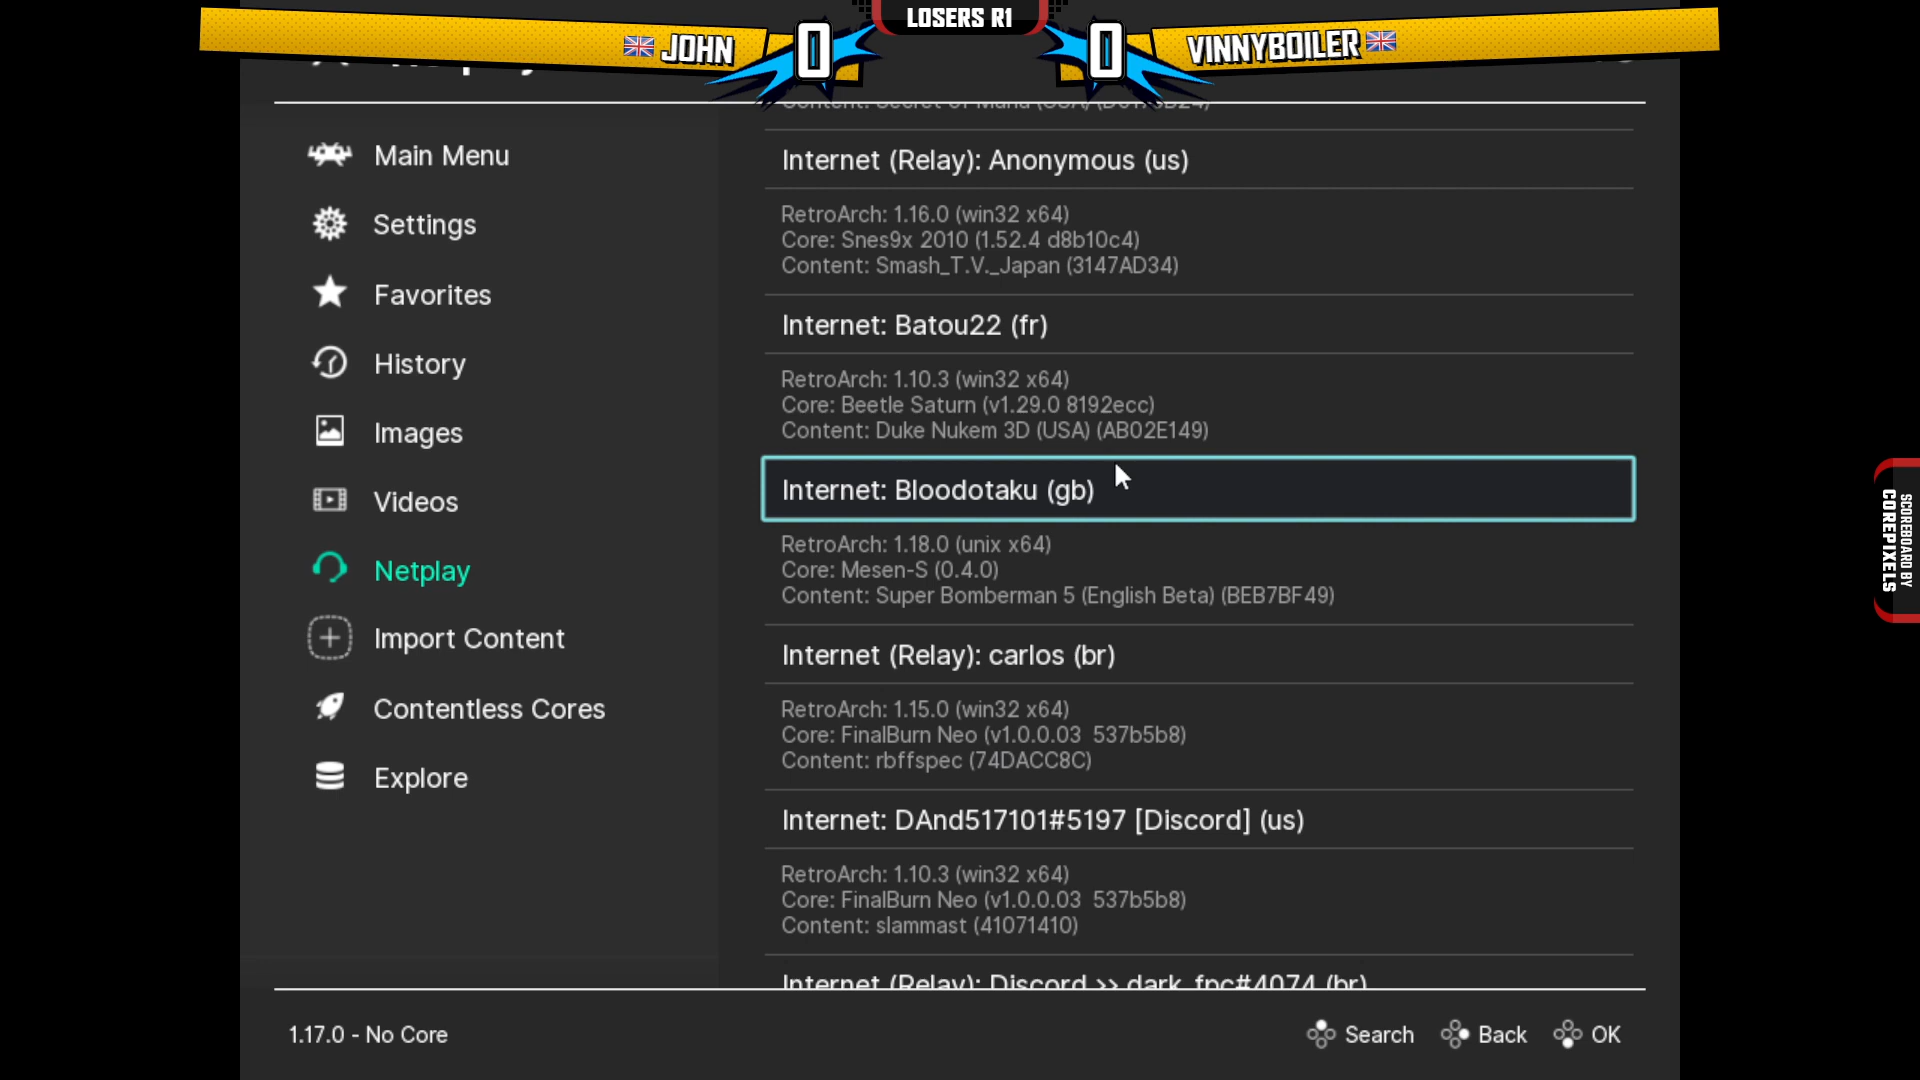 LOSERS R1
JOHN
0
0
VINNYBOILER
Main Menu
Settings
Favorites
History
Images
Videos
Netplay
Import Content
Contentless Cores
Explore
Internet (Relay): Anonymous (us)
RetroArch: 1.16.0 (win32 x64)
Core: Snes9x 2010 (1.52.4 d8b10c4)
Content: Smash_T.V._Japan (3147AD34)
Internet: Batou22 (fr)
RetroArch: 1.10.3 (win32 x64)
Core: Beetle Saturn (v1.29.0 8192ecc)
Content: Duke Nukem 3D (USA) (AB02E149)
Internet: Bloodotaku (gb)
RetroArch: 1.18.0 (unix x64)
Core: Mesen-S (0.4.0)
Content: Super Bomberman 5 (English Beta) (BEB7BF49)
Internet (Relay): carlos (br)
RetroArch: 1.15.0 (win32 x64)
Core: FinalBurn Neo (v1.0.0.03 537b5b8)
Content: rbffspec (74DACC8C)
Internet: DAnd517101#5197 [Discord] (us)
RetroArch: 1.10.3 (win32 x64)
Core: FinalBurn Neo (v1.0.0.03 537b5b8)
Content: slammast (41071410)
Internet (Relay): Discord >> dark_fpc#4074 (br)
1.17.0 - No Core
Search
Back
OK
SCOREBOARD BY
COREPIXELS